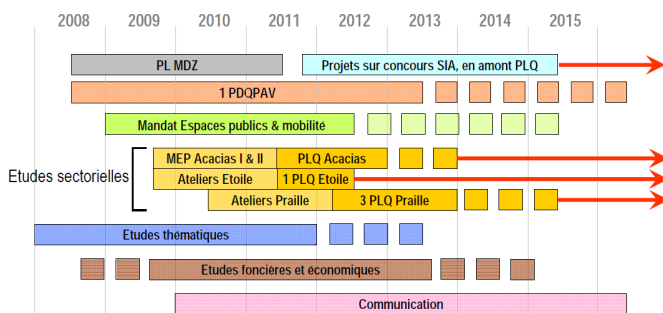 2008 2009 2010 2011 2012 2013 2014 2015
PL MDZ Projets sur concours SIA, en amont PLQ
1 PDQPAV
Mandat Espaces publics & mobilité
Etudes sectorielles
MEP Acacias I & II PLQ Acacias
Ateliers Etoile 1 PLQ Etoile
Ateliers Praille 3 PLQ Praille
Etudes thématiques
Etudes foncières et économiques
Communication